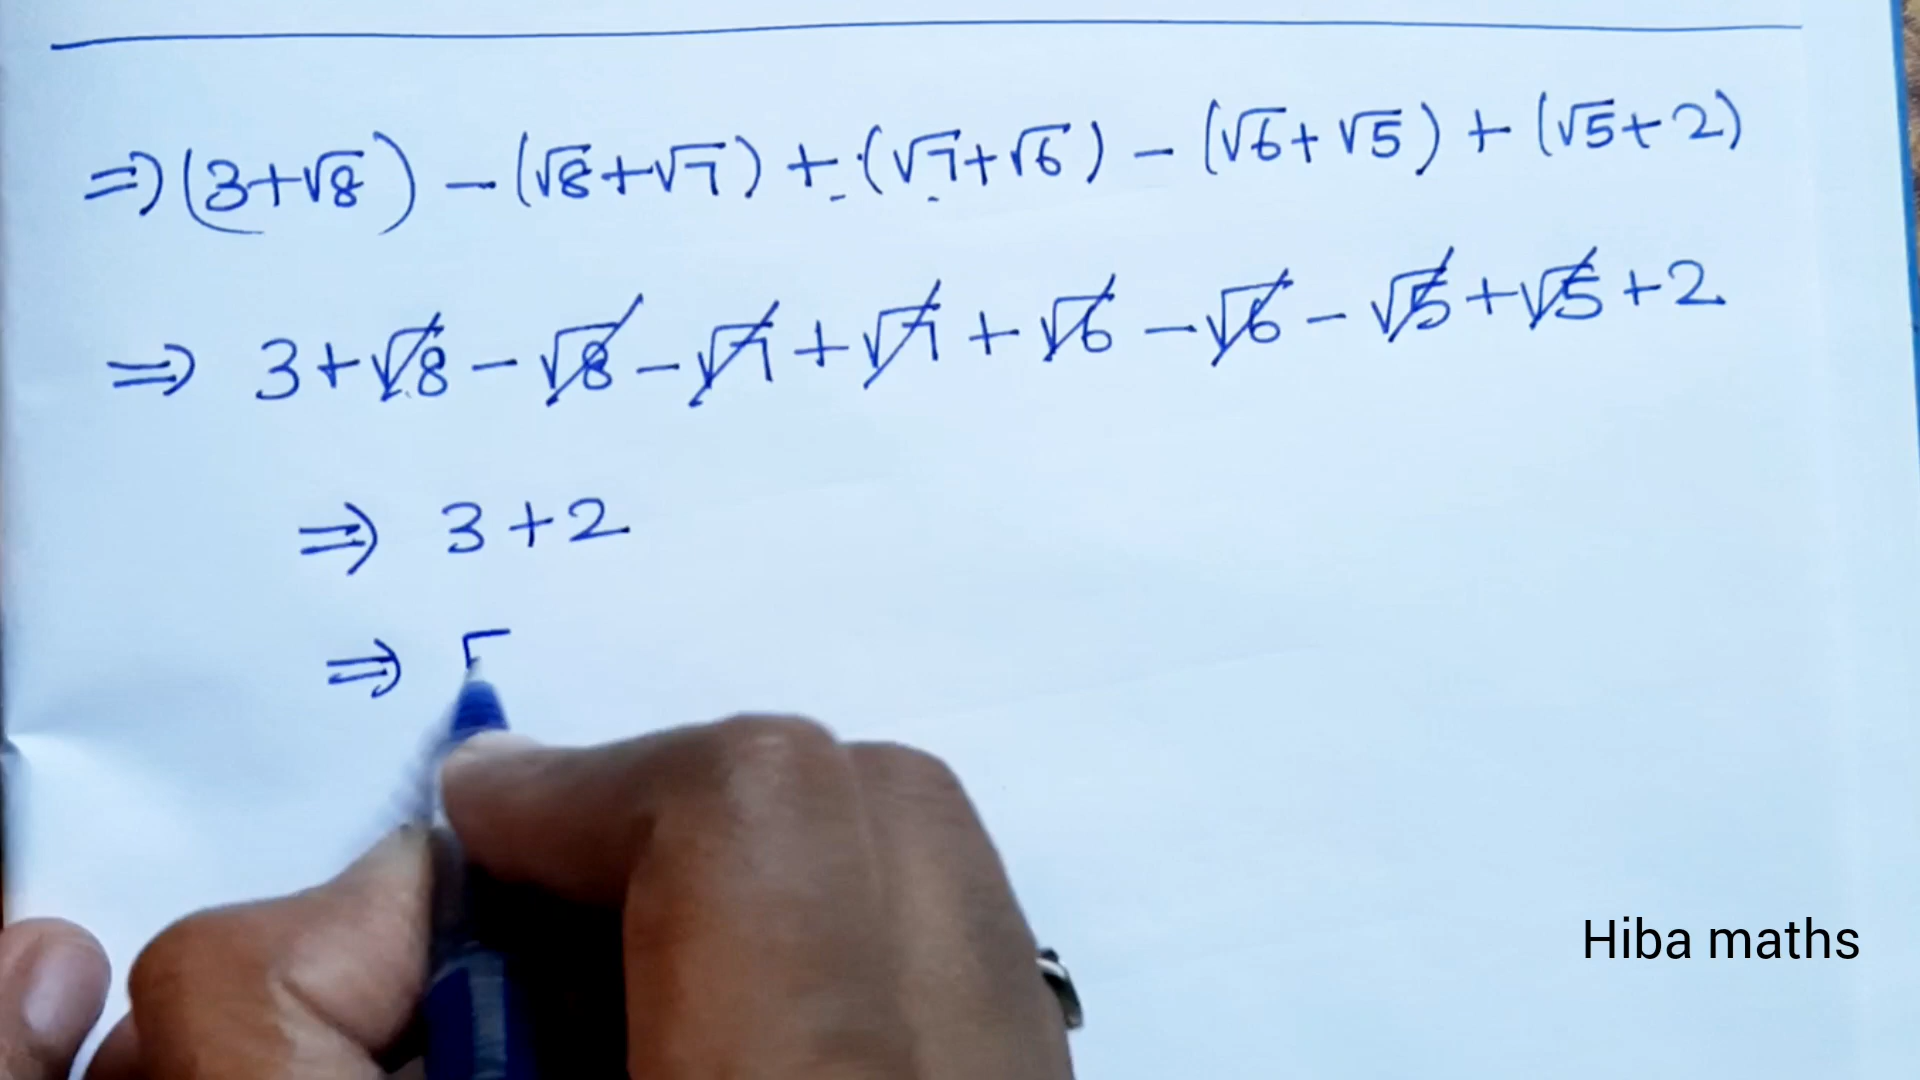 ⇒ (3+√8) − (√8+√7) + (√7+√6) − (√6+√5) + (√5+2)
⇒ 3+√8 − √8 − √7 + √7 + √6 − √6 − √5 + √5 + 2
⇒ 3+2
⇒
Hiba maths